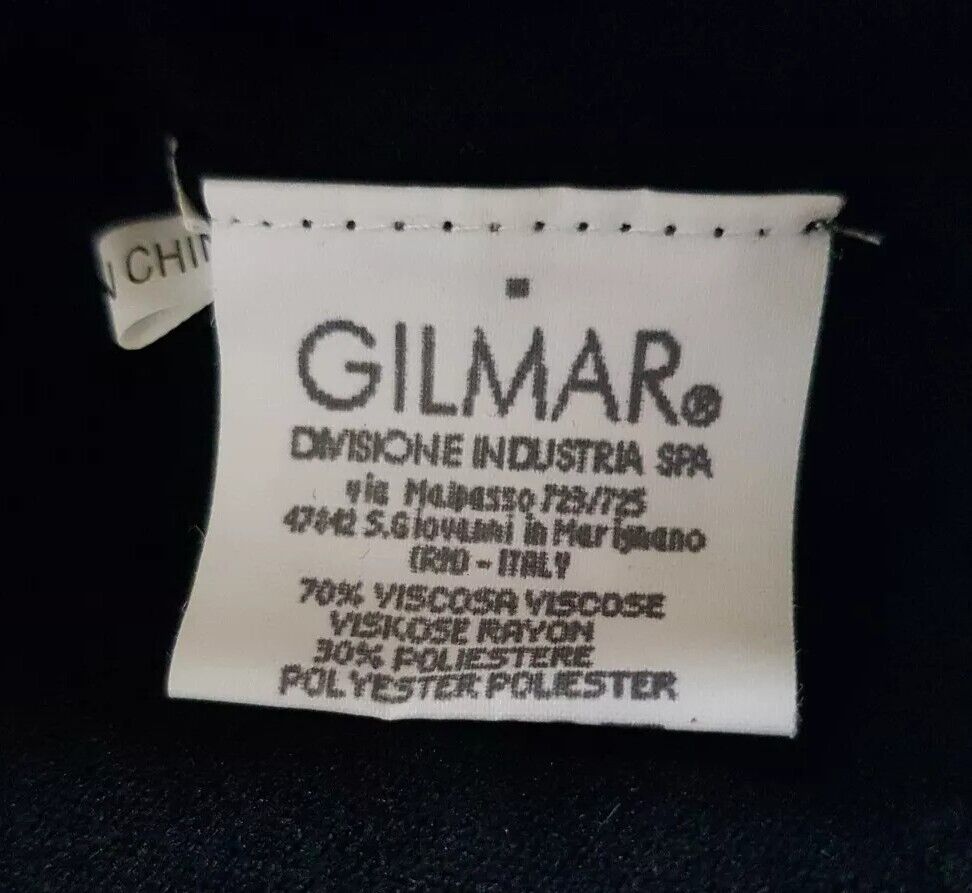 N CHIN
GILMAR®
DIVISIONE INDUSTRIA SPA
via Malpasso 723/725
47842 S.Giovanni in Marignano
(RN) - ITALY
70% VISCOSA VISCOSE
VISKOSE RAYON
30% POLIESTERE
POLYESTER POLIESTER